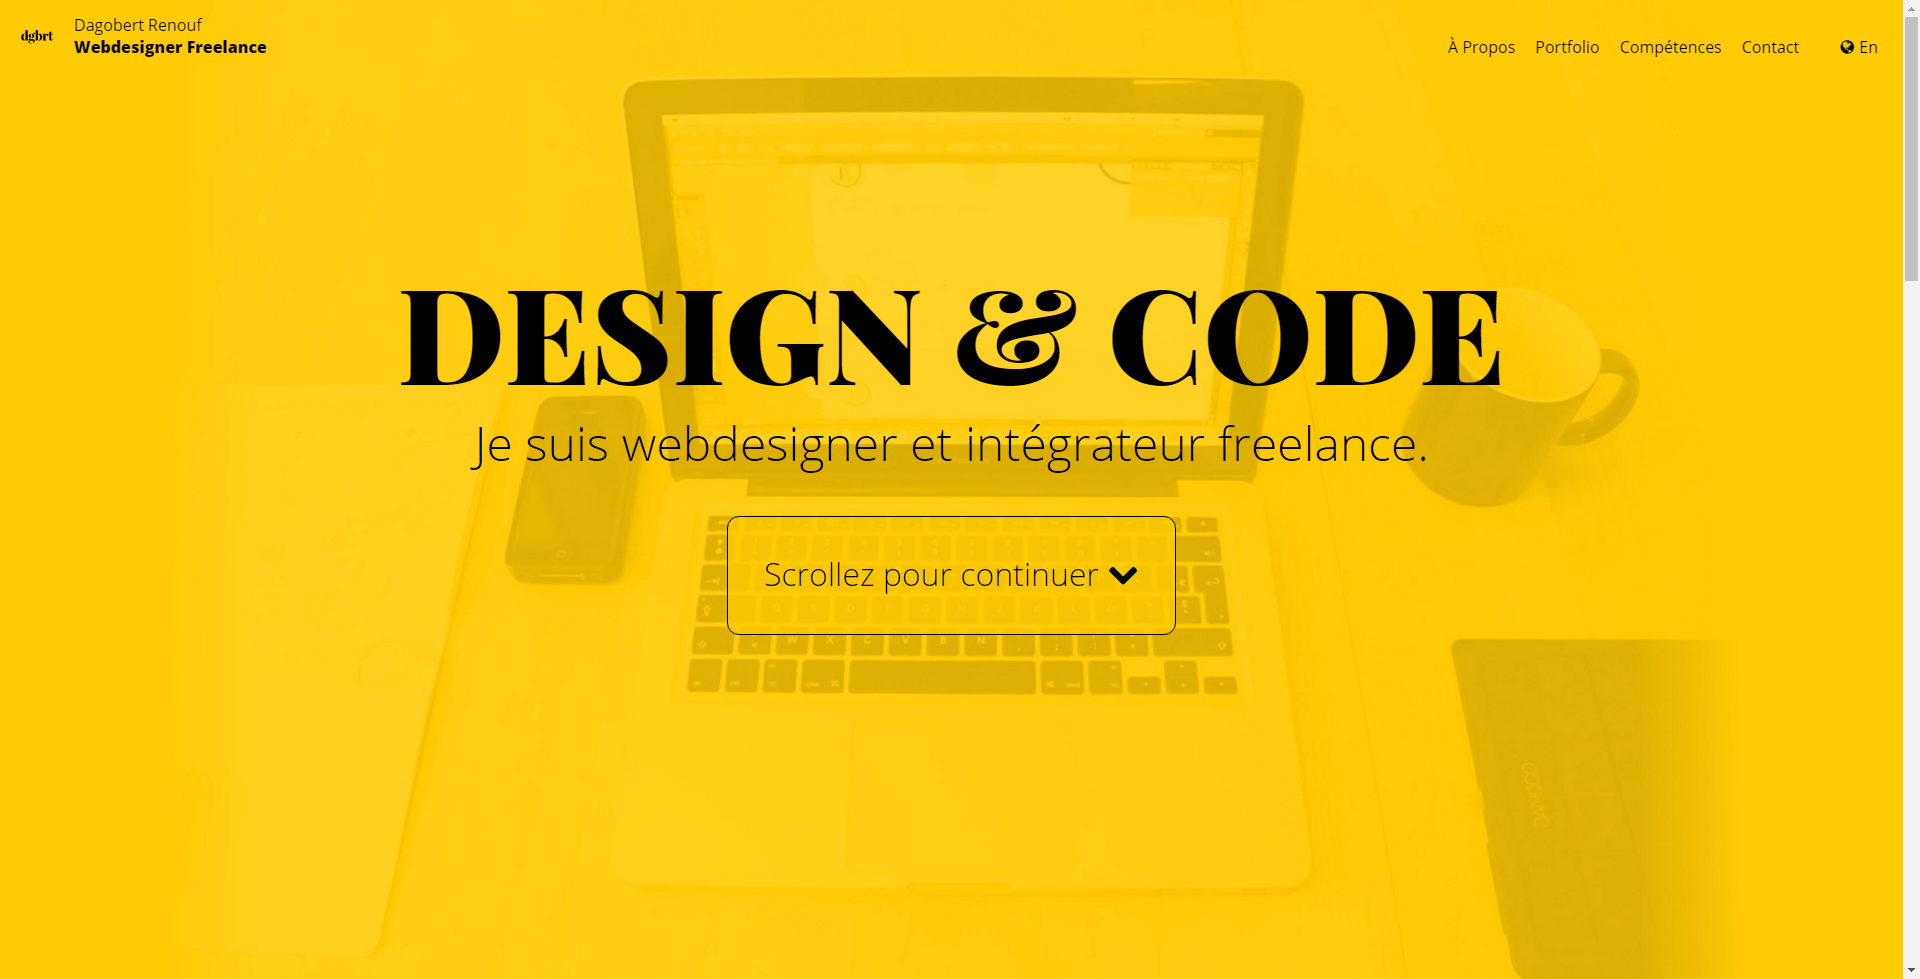 dgbrt
Dagobert Renouf
Webdesigner Freelance
À Propos Portfolio Compétences Contact En
DESIGN & CODE
Je suis webdesigner et intégrateur freelance.
Scrollez pour continuer
BAMBOO